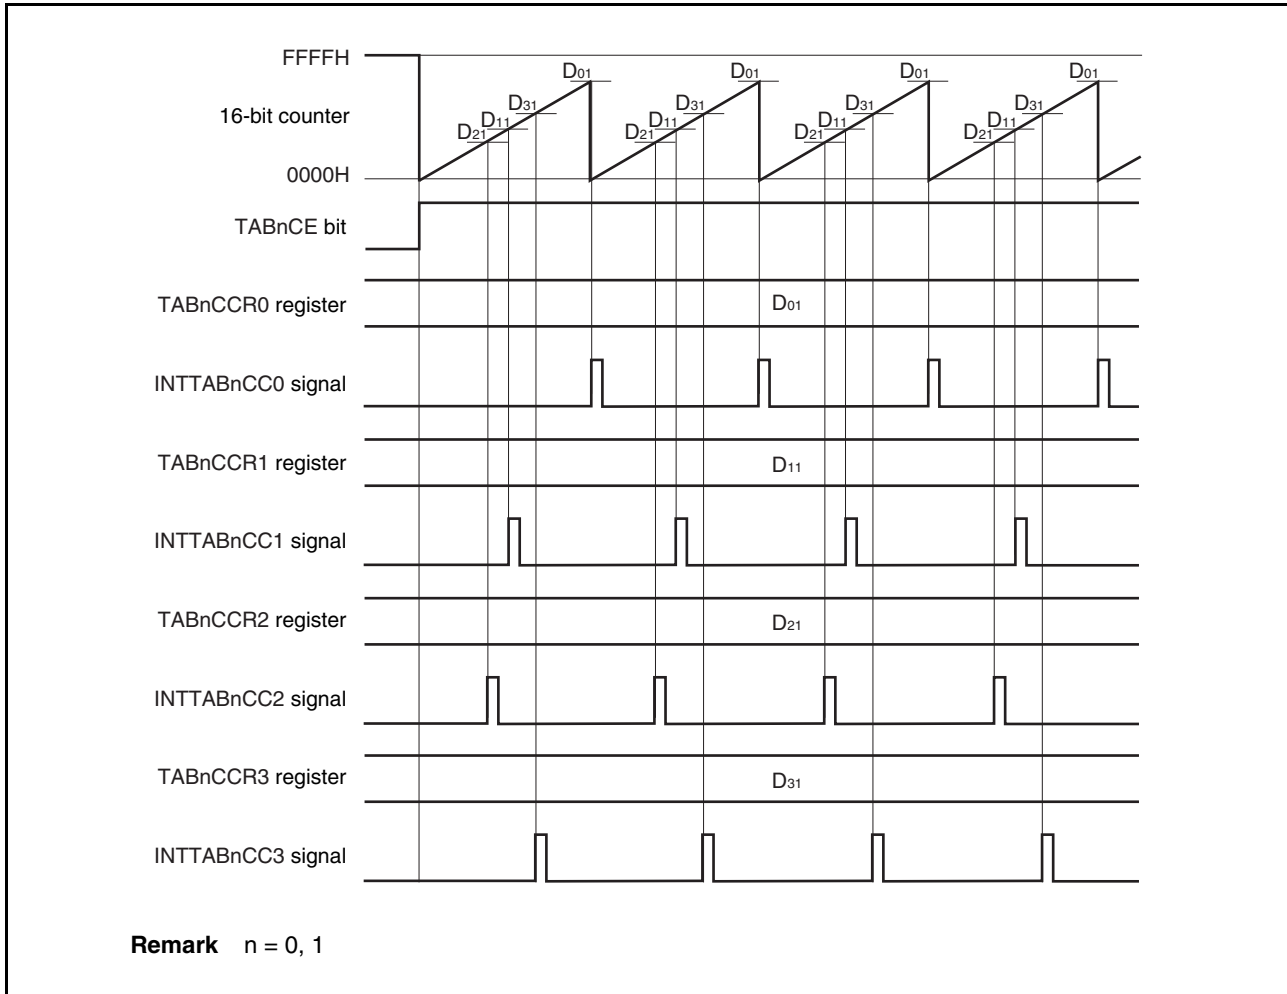 FFFFH
D01 D01 D01 D01
16-bit counter
D31 D31 D31 D31
D11 D11 D11 D11
D21 D21 D21 D21
0000H
TABnCE bit
TABnCCR0 register
D01
INTTABnCC0 signal
TABnCCR1 register
D11
INTTABnCC1 signal
TABnCCR2 register
D21
INTTABnCC2 signal
TABnCCR3 register
D31
INTTABnCC3 signal
Remark n = 0, 1